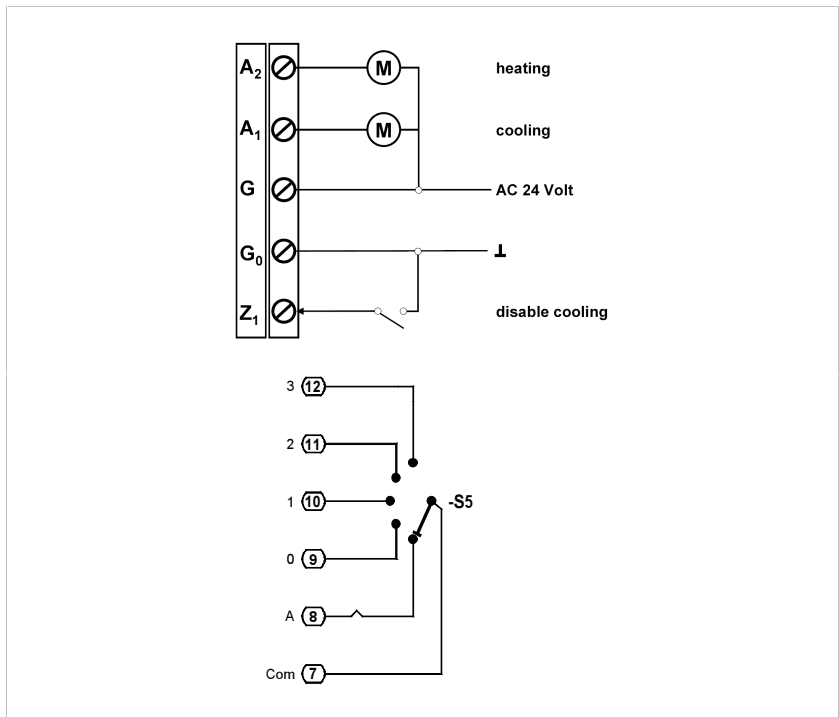 A2 M heating
A1 M cooling
G AC 24 Volt
G0 ⊥
Z1 disable cooling
3 12
2 11
1 10 -S5
0 9
A 8
Com 7